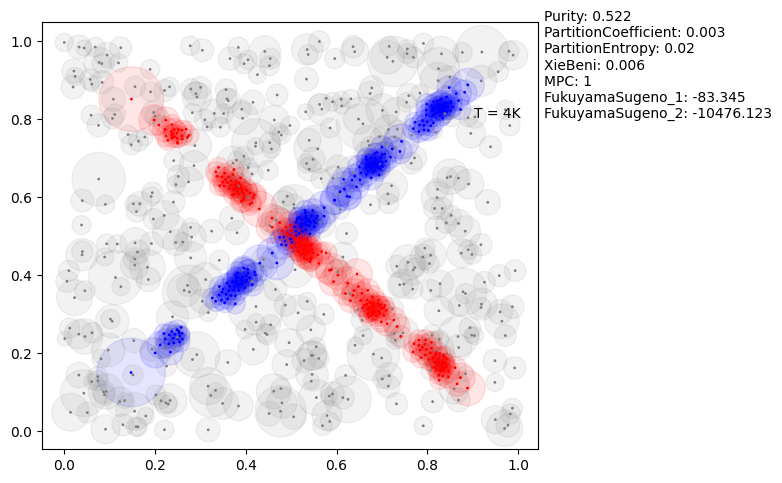 Purity: 0.522
PartitionCoefficient: 0.003
PartitionEntropy: 0.02
XieBeni: 0.006
MPC: 1
FukuyamaSugeno_1: -83.345
FukuyamaSugeno_2: -10476.123
T = 4K
1.0
0.8
0.6
0.4
0.2
0.0
0.0 0.2 0.4 0.6 0.8 1.0